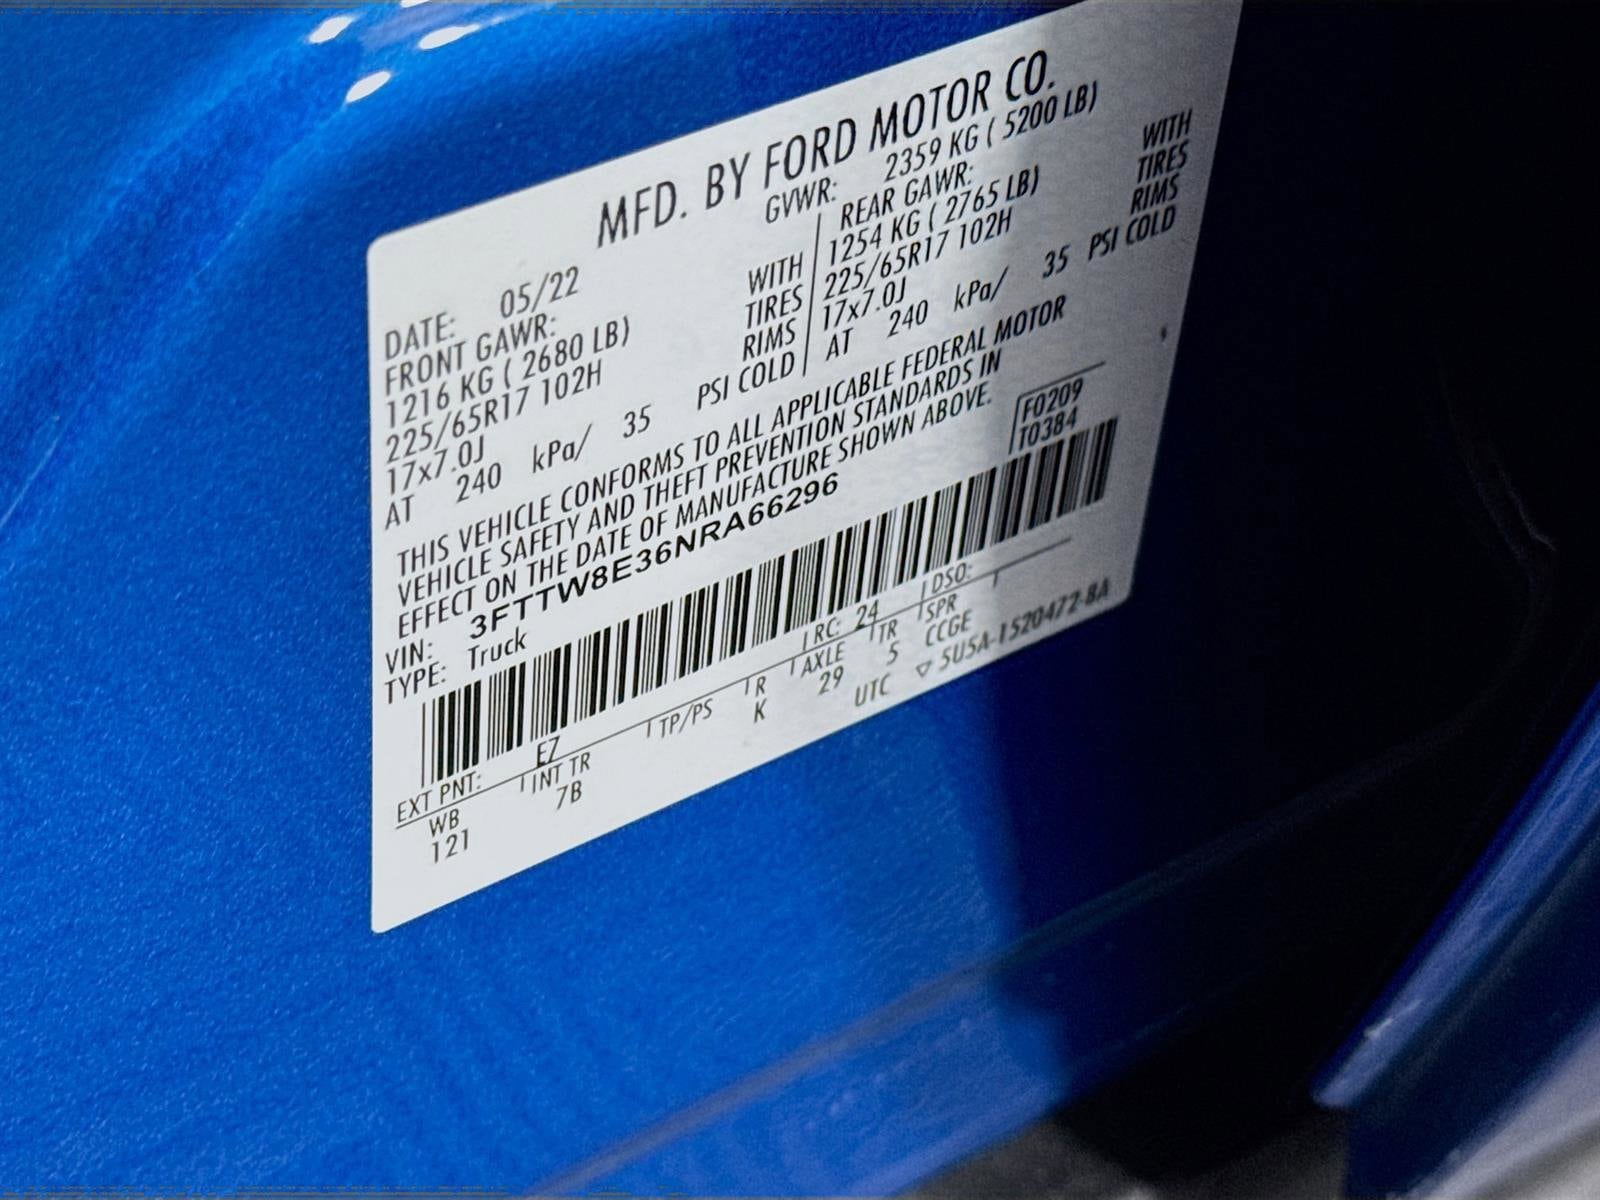 MFD. BY FORD MOTOR CO.
DATE: 05/22
GVWR: 2359 KG ( 5200 LB)
FRONT GAWR:
1216 KG ( 2680 LB) WITH
225/65R17 102H TIRES
17x7.0J RIMS
AT 240 kPa/ 35 PSI COLD
REAR GAWR:
1254 KG ( 2765 LB) WITH
225/65R17 102H TIRES
17x7.0J RIMS
AT 240 kPa/ 35 PSI COLD
THIS VEHICLE CONFORMS TO ALL APPLICABLE FEDERAL MOTOR
VEHICLE SAFETY AND THEFT PREVENTION STANDARDS IN
EFFECT ON THE DATE OF MANUFACTURE SHOWN ABOVE.
VIN: 3FTTW8E36NRA66296
TYPE: Truck
F0209
T0384
EXT PNT: EZ RC: 24 DSO:
WB INT TR TP/PS R AXLE TR SPR
121 7B K 29 5 CCGE
UTC ▽ 5U5A-1520472-BA